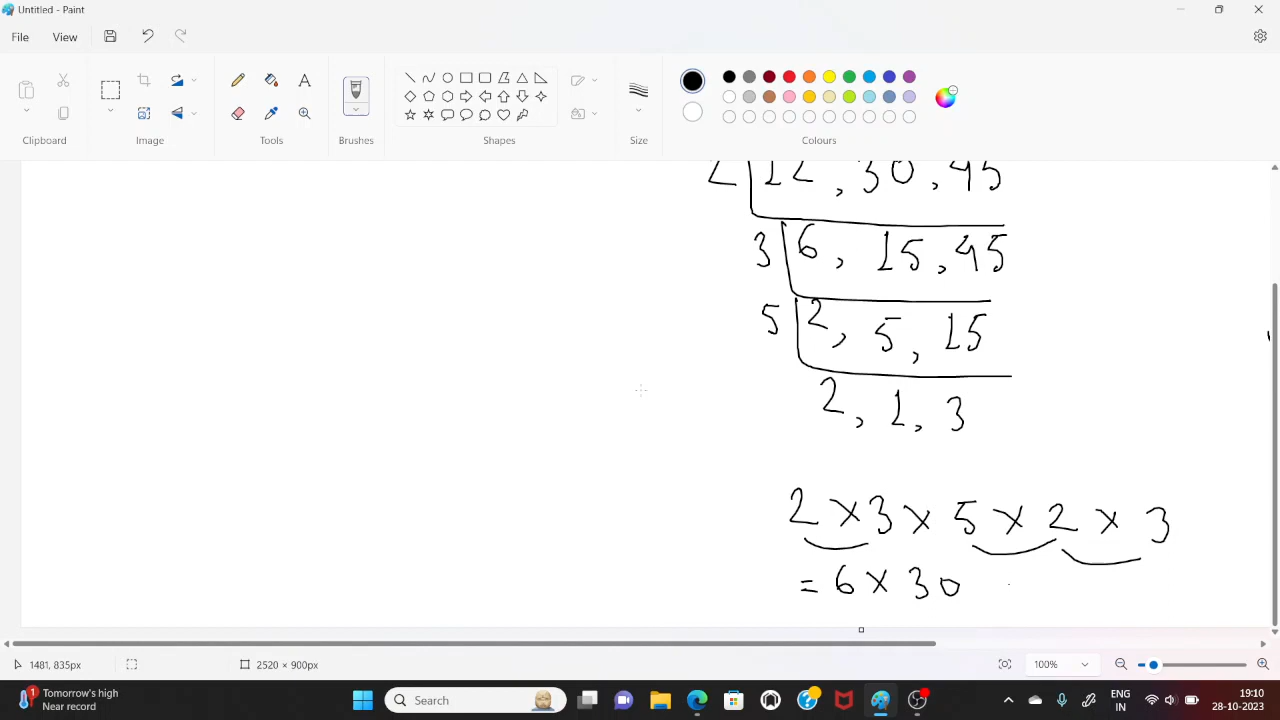 Untitled - Paint
File View
Clipboard Image Tools Brushes Shapes Size Colours
2 12, 30, 45
3 6, 15, 45
5 2, 5, 15
2, 1, 3
2 × 3 × 5 × 2 × 3
= 6 × 30
1481, 835px 2520 × 900px 100%
1 Tomorrow's high
Near record
Search
ENG
IN
19:10
28-10-2023